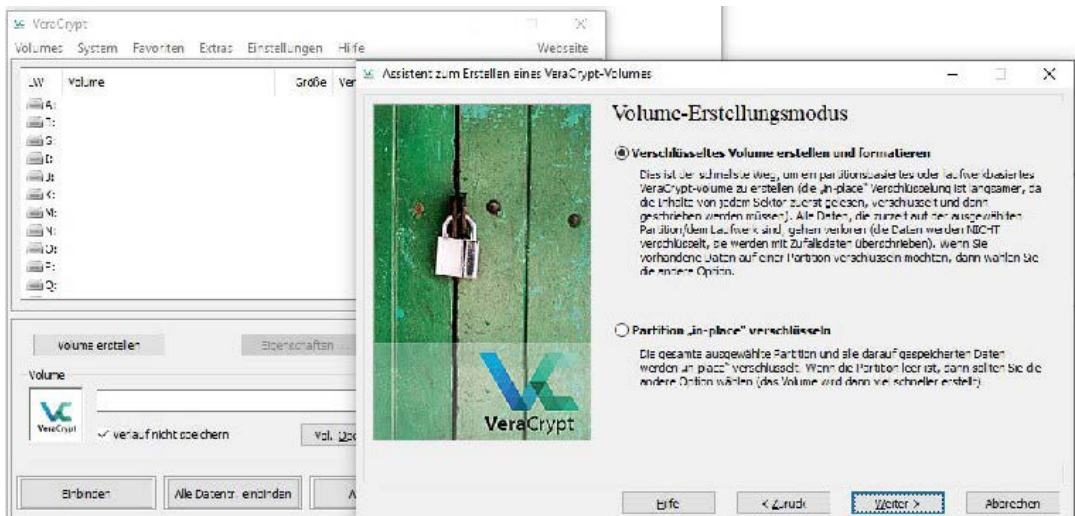 VeraCrypt
Volumes System Favoriten Extras Einstellungen Hilfe Webseite
LW Volume Größe Ver
A:
G:
J:
K:
M:
N:
O:
P:
Q:
Volume erstellen Eigenschaften ...
Volume
VeraCrypt
Verlauf nicht speichern Vol.
Einbinden Alle Datentr. einbinden A
Assistent zum Erstellen eines VeraCrypt-Volumes
Volume-Erstellungsmodus
Verschlüsseltes Volume erstellen und formatieren
Dies ist der schnellste Weg, um ein partitionsbasiertes oder laufwerkbasiertes
VeraCrypt-Volume zu erstellen (die „in-place" Verschlüsselung ist langsamer, da
die Inhalte von jedem Sektor zuerst gelesen, verschlüsselt und dann
geschrieben werden müssen). Alle Daten, die zurzeit auf der ausgewählten
Partition/dem Laufwerk sind, gehen verloren (die Daten werden NICHT
verschlüsselt, sie werden mit Zufallsdaten überschrieben). Wenn Sie
vorhandene Daten auf einer Partition verschlüsseln möchten, dann wählen Sie
die andere Option.
Partition „in-place" verschlüsseln
Die gesamte ausgewählte Partition und alle darauf gespeicherten Daten
werden „in-place" verschlüsselt. Wenn die Partition leer ist, dann sollten Sie die
andere Option wählen (das Volume wird dann viel schneller erstellt).
VeraCrypt
Hilfe < Zurück Weiter > Abbrechen